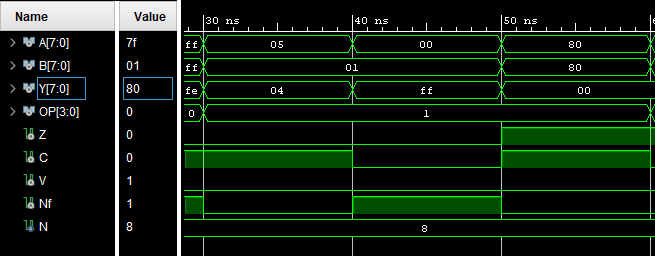 Name Value 30 ns 40 ns 50 ns
A[7:0] 7f ff 05 00 80
B[7:0] 01 ff 01 80
Y[7:0] 80 fe 04 ff 00
OP[3:0] 0 0 1
Z 0
C 0
V 1
Nf 1
N 8 8